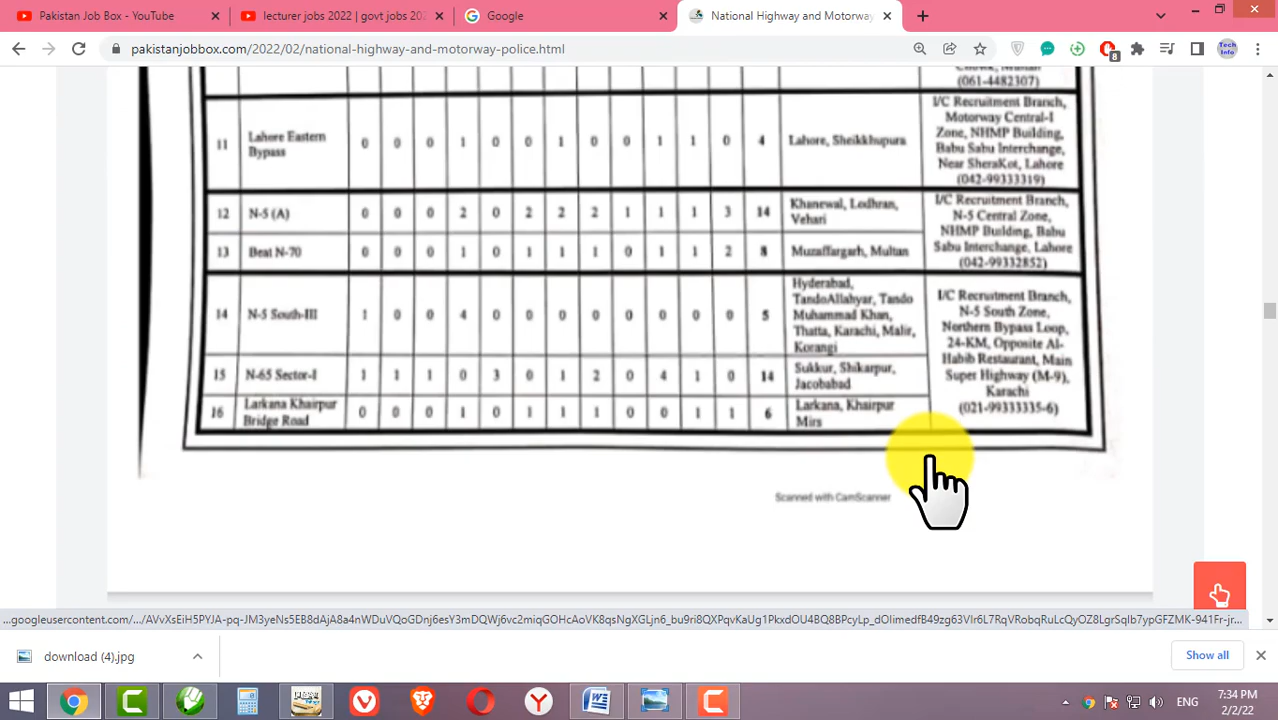 Pakistan Job Box - YouTube
lecturer jobs 2022 | govt jobs 20
Google
National Highway and Motorway
pakistanjobbox.com/2022/02/national-highway-and-motorway-police.html
Tech
Info
8
(061-4482307)
11 Lahore Eastern Bypass 0 0 0 1 0 0 1 0 0 1 1 0 4 Lahore, Sheikhupura
I/C Recruitment Branch,
Motorway Central-I
Zone, NHMP Building,
Babu Sabu Interchange,
Near SheraKot, Lahore
(042-99333319)
12 N-5 (A) 0 0 0 2 0 2 2 2 1 1 1 3 14 Khanewal, Lodhran, Vehari
13 Beat N-70 0 0 0 1 0 1 1 1 0 1 1 2 8 Muzaffargarh, Multan
I/C Recruitment Branch,
N-5 Central Zone,
NHMP Building, Babu
Sabu Interchange, Lahore
(042-99332852)
14 N-5 South-III 1 0 0 4 0 0 0 0 0 0 0 0 5
Hyderabad,
TandoAllahyar, Tando
Muhammad Khan,
Thatta, Karachi, Malir,
Korangi
15 N-65 Sector-I 1 1 1 0 3 0 1 2 0 4 1 0 14 Sukkur, Shikarpur, Jacobabad
16 Larkana Khairpur Bridge Road 0 0 0 1 0 1 1 1 0 0 1 1 6 Larkana, Khairpur Mirs
I/C Recruitment Branch,
N-5 South Zone,
Northern Bypass Loop,
24-KM, Opposite Al-
Habib Restaurant, Main
Super Highway (M-9),
Karachi
(021-99333335-6)
Scanned with CamScanner
download (4).jpg
Show all
ENG
7:34 PM
2/2/22